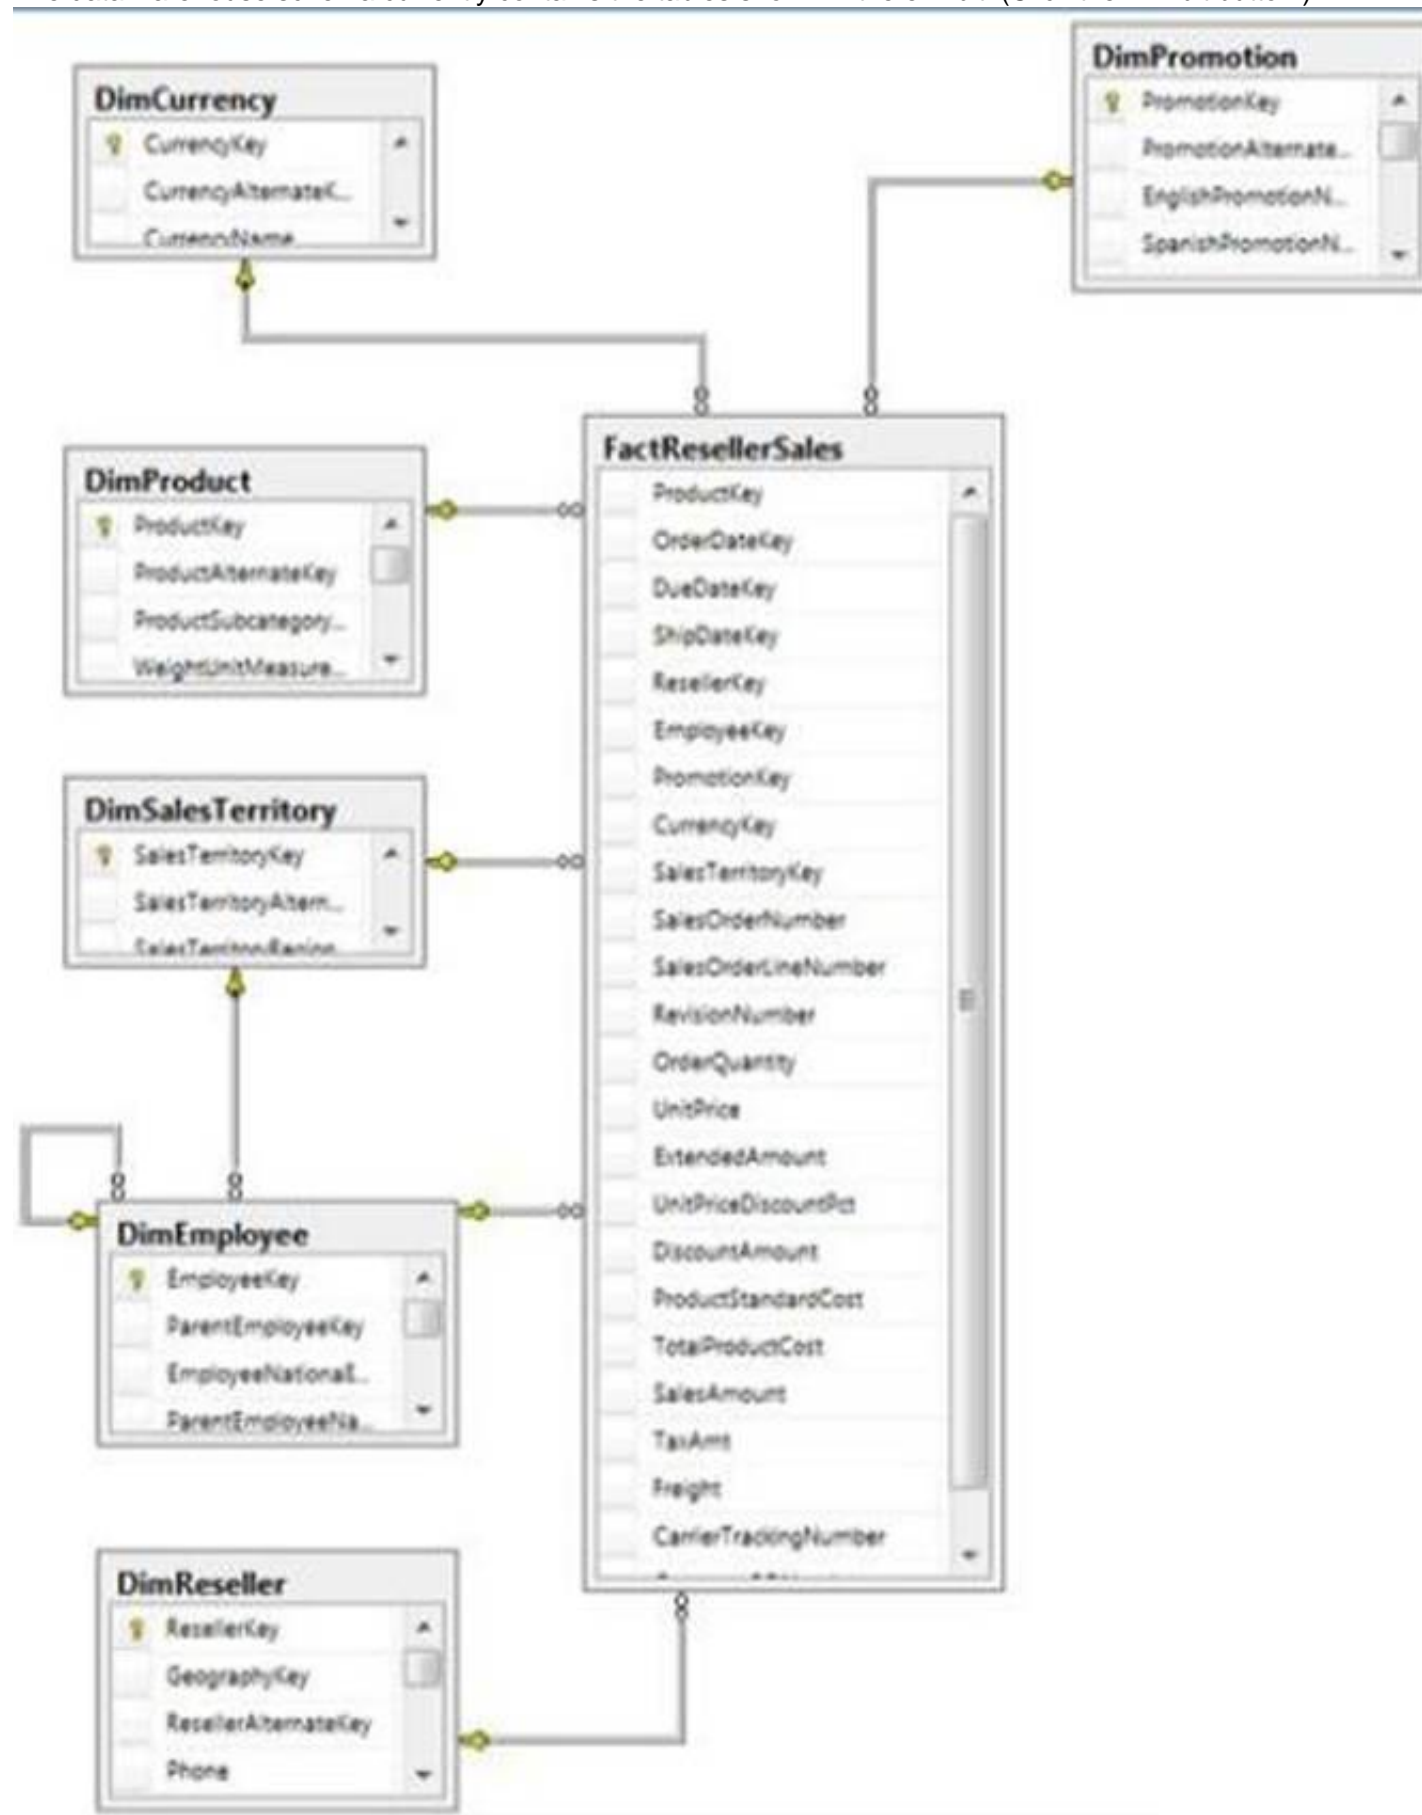 DimCurrency
CurrencyKey
CurrencyAlternateK...
CurrencyName
DimPromotion
PromotionKey
PromotionAlternate...
EnglishPromotionN...
SpanishPromotionN...
DimProduct
ProductKey
ProductAlternateKey
ProductSubcategory...
WeightUnitMeasure...
DimSalesTerritory
SalesTerritoryKey
SalesTerritoryAltern...
SalesTerritoryRegion
DimEmployee
EmployeeKey
ParentEmployeeKey
EmployeeNationalI...
ParentEmployeeNa...
DimReseller
ResellerKey
GeographyKey
ResellerAlternateKey
Phone
FactResellerSales
ProductKey
OrderDateKey
DueDateKey
ShipDateKey
ResellerKey
EmployeeKey
PromotionKey
CurrencyKey
SalesTerritoryKey
SalesOrderNumber
SalesOrderLineNumber
RevisionNumber
OrderQuantity
UnitPrice
ExtendedAmount
UnitPriceDiscountPct
DiscountAmount
ProductStandardCost
TotalProductCost
SalesAmount
TaxAmt
Freight
CarrierTrackingNumber